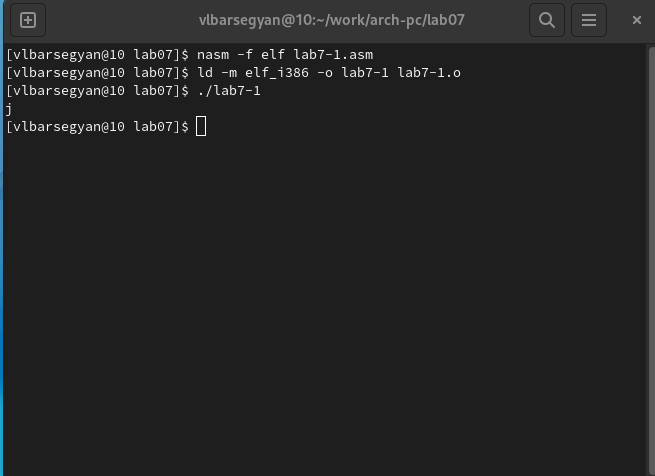 vlbarsegyan@10:~/work/arch-pc/lab07
[vlbarsegyan@10 lab07]$ nasm -f elf lab7-1.asm
[vlbarsegyan@10 lab07]$ ld -m elf_i386 -o lab7-1 lab7-1.o
[vlbarsegyan@10 lab07]$ ./lab7-1
j
[vlbarsegyan@10 lab07]$